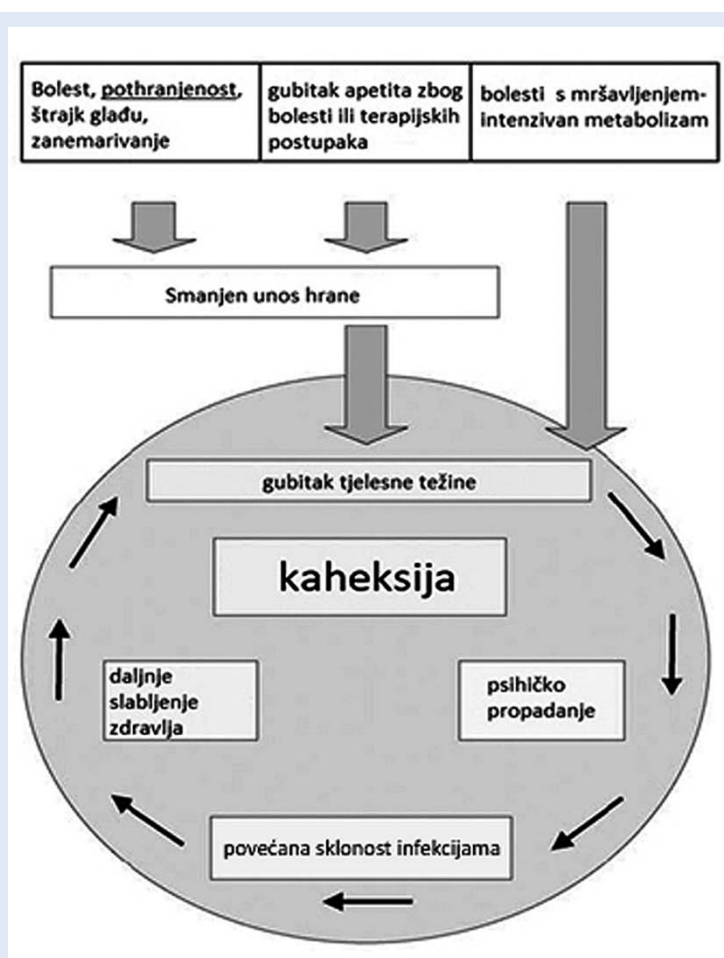 Bolest, pothranjenost,
štrajk glađu,
zanemarivanje
gubitak apetita zbog
bolesti ili terapijskih
postupaka
bolesti s mršavljenjem-
intenzivan metabolizam
Smanjen unos hrane
gubitak tjelesne težine
kaheksija
daljnje
slabljenje
zdravlja
psihičko
propadanje
povećana sklonost infekcijama